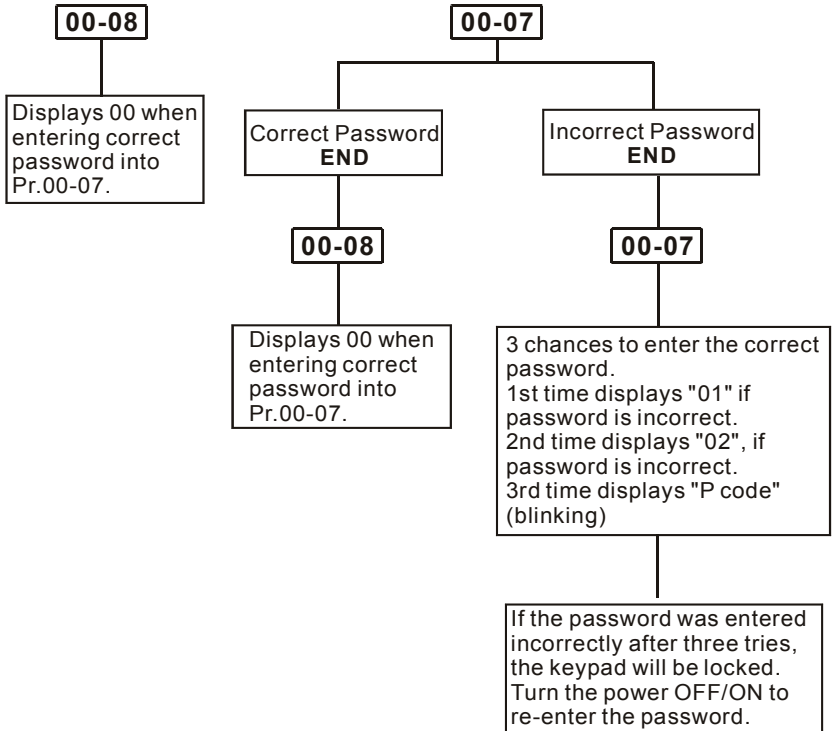 00-08
Displays 00 when
entering correct
password into
Pr.00-07.
00-07
Correct Password
END
00-08
Displays 00 when
entering correct
password into
Pr.00-07.
Incorrect Password
END
00-07
3 chances to enter the correct
password.
1st time displays "01" if
password is incorrect.
2nd time displays "02", if
password is incorrect.
3rd time displays "P code"
(blinking)
If the password was entered
incorrectly after three tries,
the keypad will be locked.
Turn the power OFF/ON to
re-enter the password.